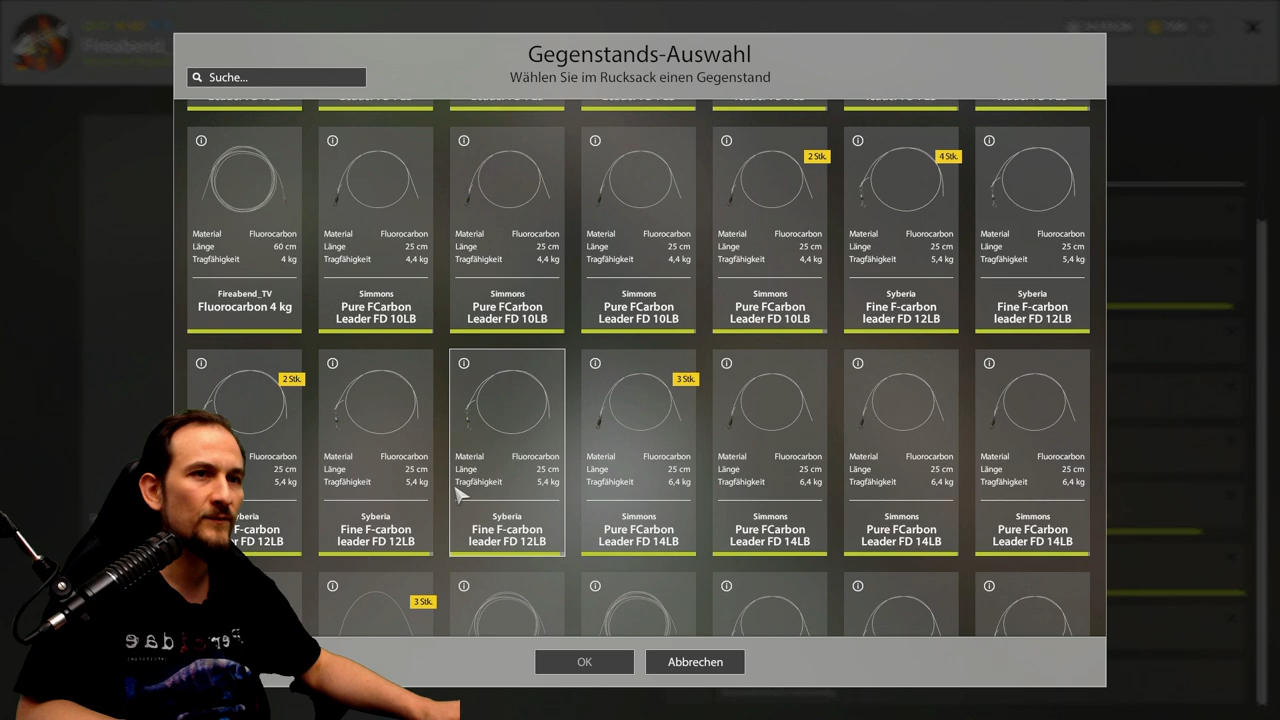 Gegenstands-Auswahl
Suche...
Wählen Sie im Rucksack einen Gegenstand
2 Stk.
4 Stk.
Material Fluorocarbon
Länge 60 cm
Tragfähigkeit 4 kg
Fireabend_TV
Fluorocarbon 4 kg
Material Fluorocarbon
Länge 25 cm
Tragfähigkeit 4,4 kg
Simmons
Pure FCarbon
Leader FD 10LB
Material Fluorocarbon
Länge 25 cm
Tragfähigkeit 4,4 kg
Simmons
Pure FCarbon
Leader FD 10LB
Material Fluorocarbon
Länge 25 cm
Tragfähigkeit 4,4 kg
Simmons
Pure FCarbon
Leader FD 10LB
Material Fluorocarbon
Länge 25 cm
Tragfähigkeit 4,4 kg
Simmons
Pure FCarbon
Leader FD 10LB
Material Fluorocarbon
Länge 25 cm
Tragfähigkeit 5,4 kg
Syberia
Fine F-carbon
leader FD 12LB
Material Fluorocarbon
Länge 25 cm
Tragfähigkeit 5,4 kg
Syberia
Fine F-carbon
leader FD 12LB
2 Stk.
3 Stk.
Fluorocarbon
25 cm
5,4 kg
F-carbon
leader FD 12LB
Material Fluorocarbon
Länge 25 cm
Tragfähigkeit 5,4 kg
Syberia
Fine F-carbon
leader FD 12LB
Material Fluorocarbon
Länge 25 cm
Tragfähigkeit 5,4 kg
Syberia
Fine F-carbon
leader FD 12LB
Material Fluorocarbon
Länge 25 cm
Tragfähigkeit 6,4 kg
Simmons
Pure FCarbon
Leader FD 14LB
Material Fluorocarbon
Länge 25 cm
Tragfähigkeit 6,4 kg
Simmons
Pure FCarbon
Leader FD 14LB
Material Fluorocarbon
Länge 25 cm
Tragfähigkeit 6,4 kg
Simmons
Pure FCarbon
Leader FD 14LB
Material Fluorocarbon
Länge 25 cm
Tragfähigkeit 6,4 kg
Simmons
Pure FCarbon
Leader FD 14LB
3 Stk.
OK
Abbrechen